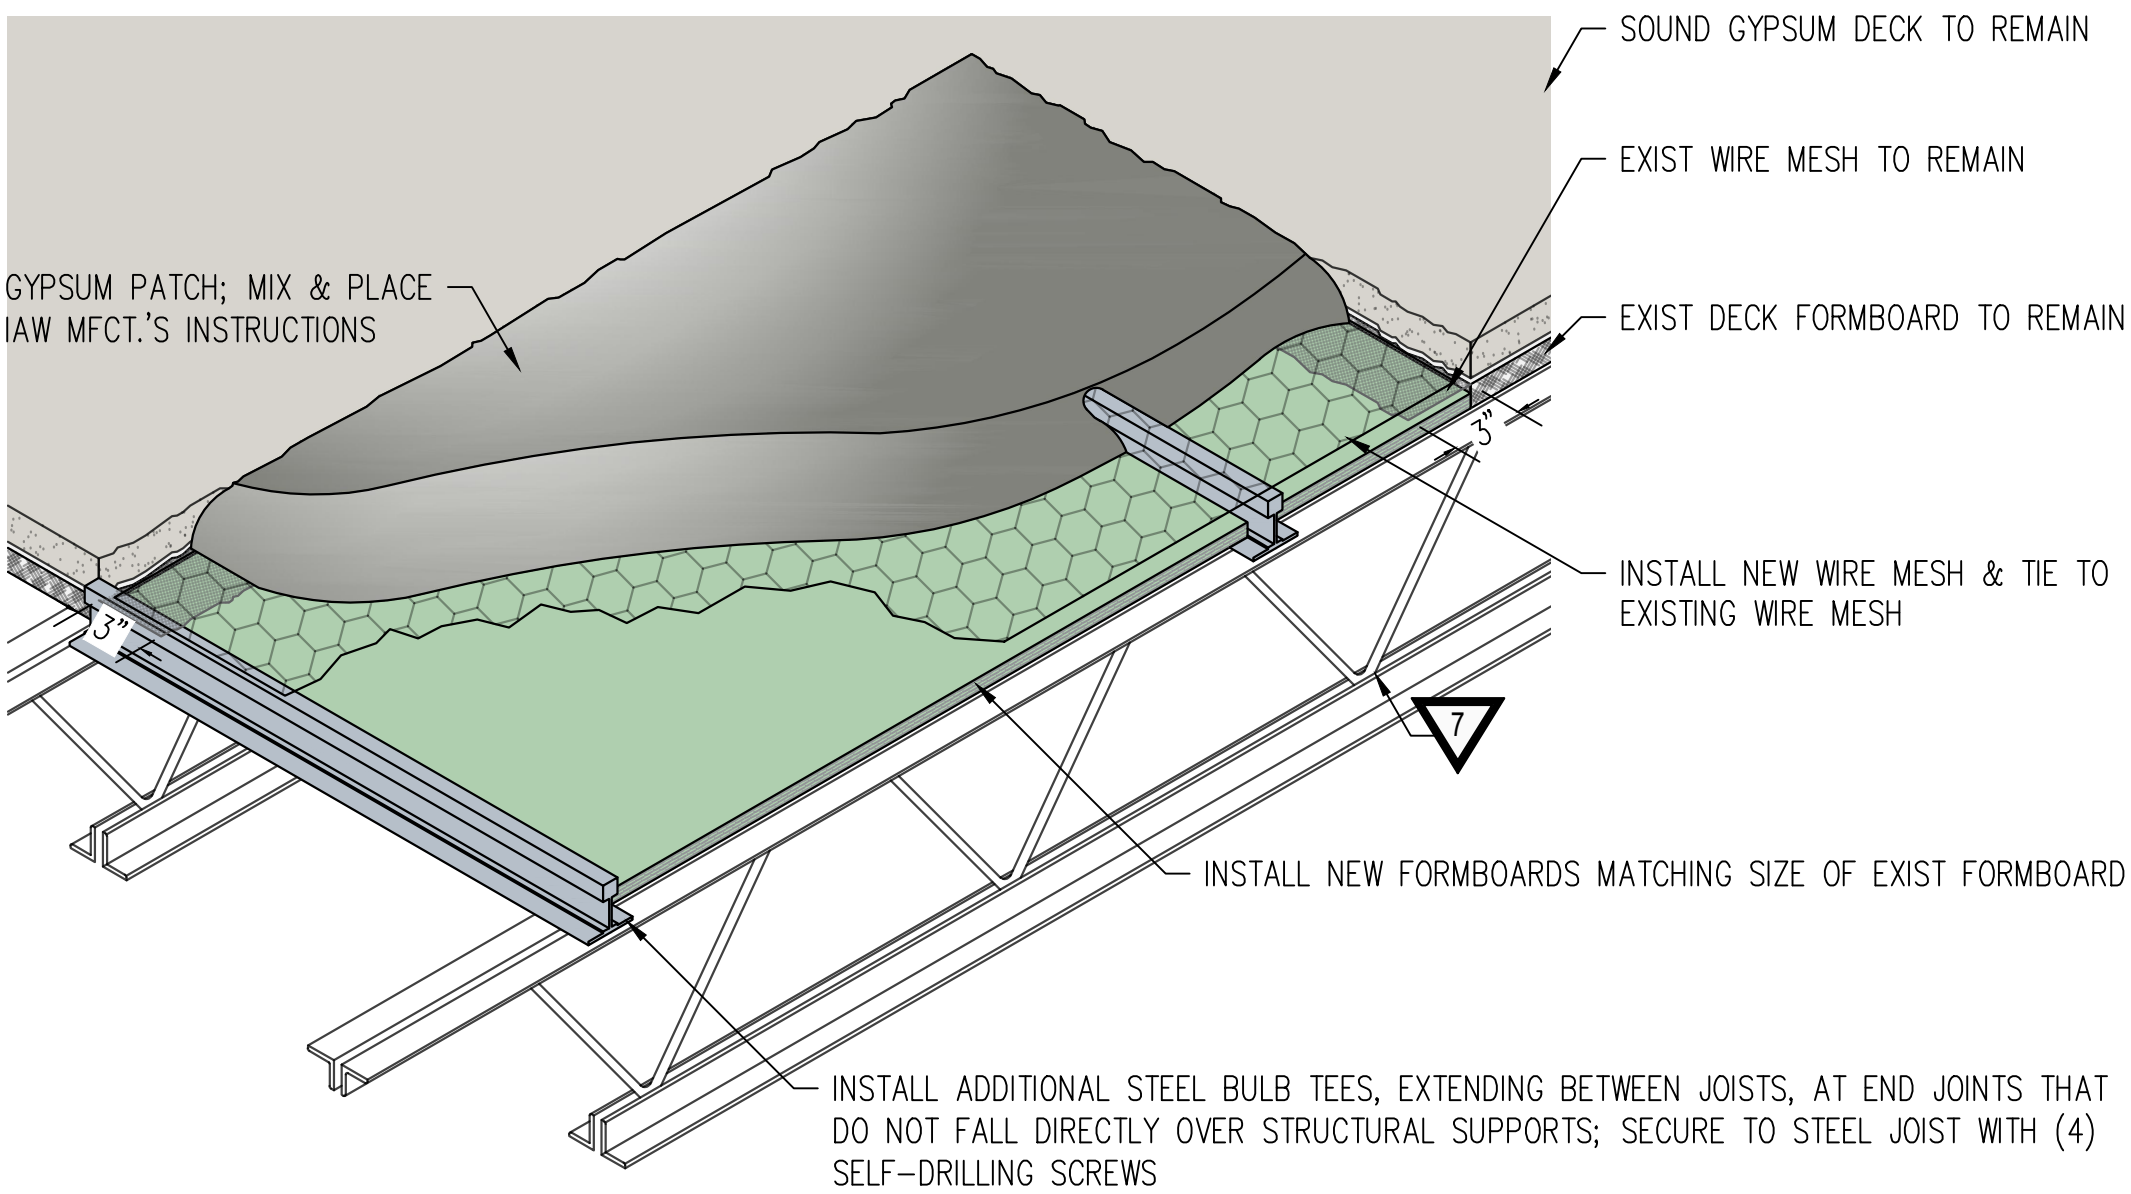 SOUND GYPSUM DECK TO REMAIN
EXIST WIRE MESH TO REMAIN
GYPSUM PATCH; MIX & PLACE
IAW MFCT.'S INSTRUCTIONS
EXIST DECK FORMBOARD TO REMAIN
3"
INSTALL NEW WIRE MESH & TIE TO
EXISTING WIRE MESH
3"
7
INSTALL NEW FORMBOARDS MATCHING SIZE OF EXIST FORMBOARD
INSTALL ADDITIONAL STEEL BULB TEES, EXTENDING BETWEEN JOISTS, AT END JOINTS THAT
DO NOT FALL DIRECTLY OVER STRUCTURAL SUPPORTS; SECURE TO STEEL JOIST WITH (4)
SELF-DRILLING SCREWS